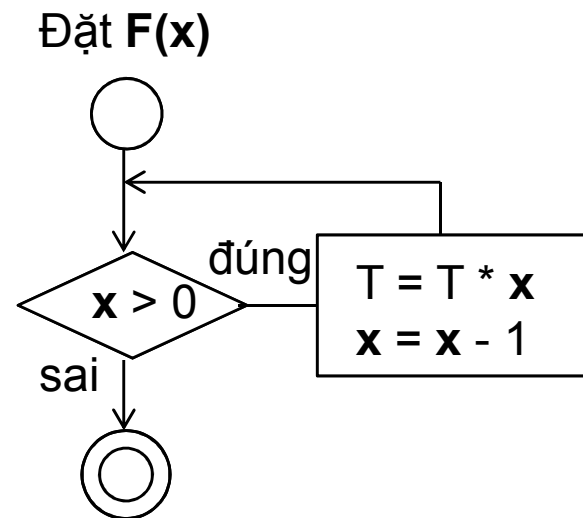 Đặt F(x)
đúng
x > 0
T = T * x
x = x - 1
sai